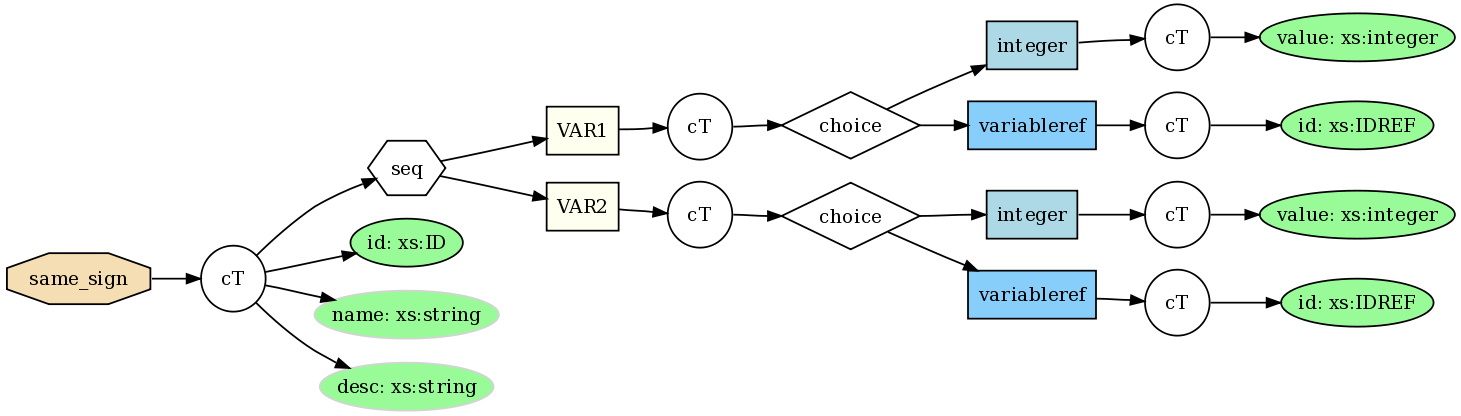 same_sign
cT
seq
id: xs:ID
name: xs:string
desc: xs:string
VAR1
cT
choice
integer
cT
value: xs:integer
variableref
cT
id: xs:IDREF
VAR2
cT
choice
integer
cT
value: xs:integer
variableref
cT
id: xs:IDREF